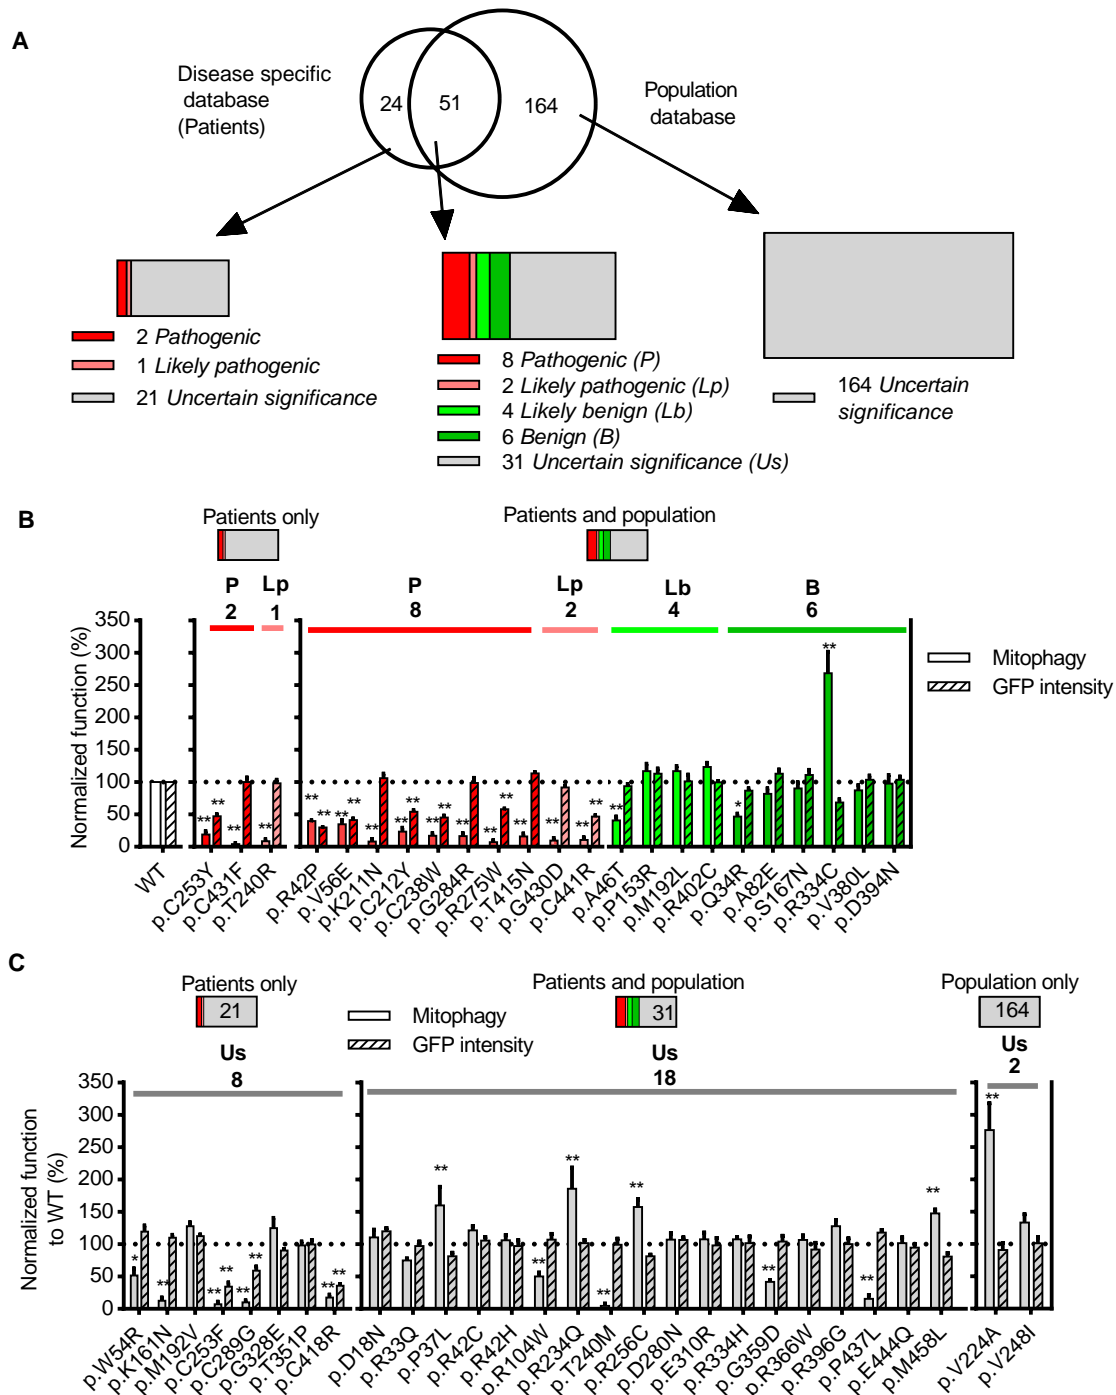 A
Disease specific
database
(Patients)
24
51
164
Population
database
2 Pathogenic
1 Likely pathogenic
21 Uncertain significance
8 Pathogenic (P)
2 Likely pathogenic (Lp)
4 Likely benign (Lb)
6 Benign (B)
31 Uncertain significance (Us)
164 Uncertain
significance
B
Patients only
Patients and population
P
2
Lp
1
P
8
Lp
2
Lb
4
B
6
Normalized function (%)
350
300
250
200
150
100
50
0
Mitophagy
GFP intensity
** ** ** **
** ** ** ** ** ** ** ** ** ** ** ** ** ** **
** * **
WT
p.C253Y
p.C431F
p.T240R
p.R42P
p.V56E
p.K211N
p.C212Y
p.C238W
p.G284R
p.R275W
p.T415N
p.G430D
p.C441R
p.A46T
p.P153R
p.M192L
p.R402C
p.Q34R
p.A82E
p.S167N
p.R334C
p.V380L
p.D394N
C
Patients only
21
Patients and population
31
Population only
164
Mitophagy
GFP intensity
Us
8
Us
18
Us
2
Normalized function
to WT (%)
350
300
250
200
150
100
50
0
* ** ** ** ** ** ** **
** ** ** ** ** ** ** **
**
p.W54R
p.K161N
p.M192V
p.C253F
p.C289G
p.G328E
p.T351P
p.C418R
p.D18N
p.R33Q
p.P37L
p.R42C
p.R42H
p.R104W
p.R234Q
p.T240M
p.R256C
p.D280N
p.E310R
p.R334H
p.G359D
p.R366W
p.R396G
p.P437L
p.E444Q
p.M458L
p.V224A
p.V248I